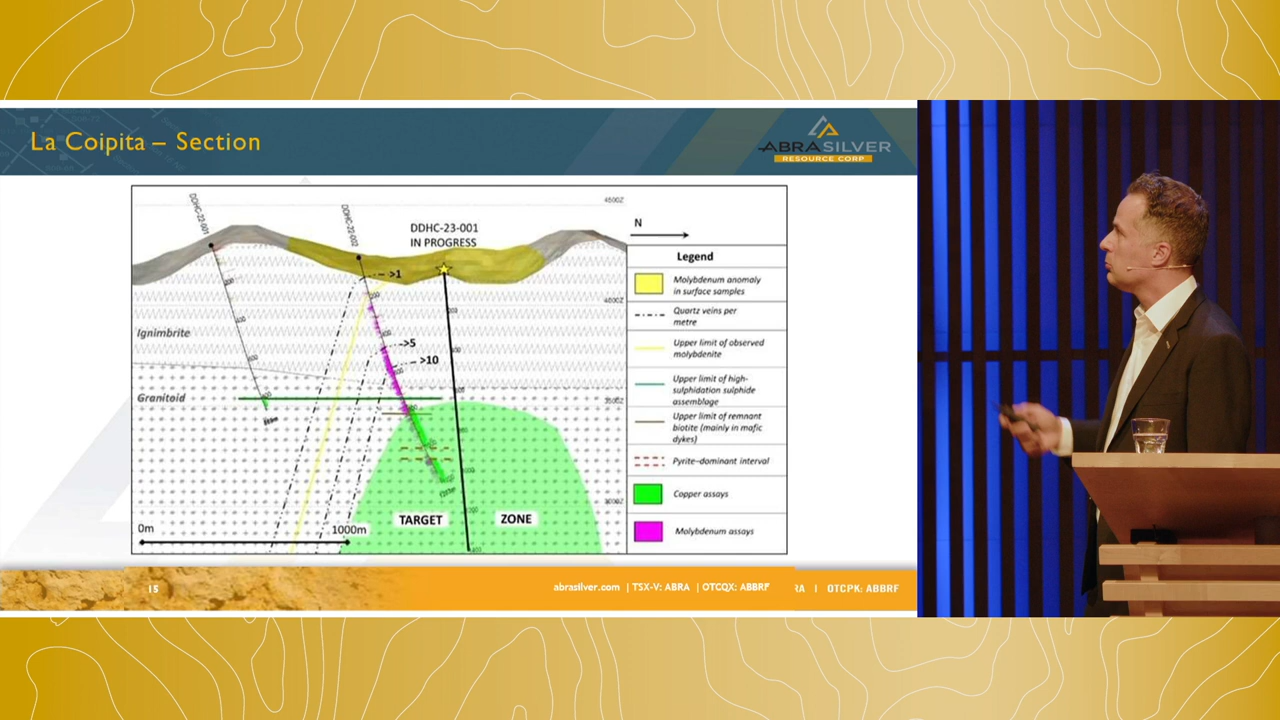 La Coipita – Section
ABRASILVER
RESOURCE CORP
DDHC-22-001
DDHC-22-002
DDHC-23-001
IN PROGRESS
4500Z
4000Z
3500Z
3000Z
>1
>5
>10
Ignimbrite
Granitoid
TARGET
ZONE
0m
1000m
N
Legend
Molybdenum anomaly
in surface samples
Quartz veins per
metre
Upper limit of observed
molybdenite
Upper limit of high-
sulphidation sulphide
assemblage
Upper limit of remnant
biotite (mainly in mafic
dykes)
Pyrite–dominant interval
Copper assays
Molybdenum assays
15
abrasilver.com | TSX-V: ABRA | OTCQX: ABBRF
RA | OTCPK: ABBRF